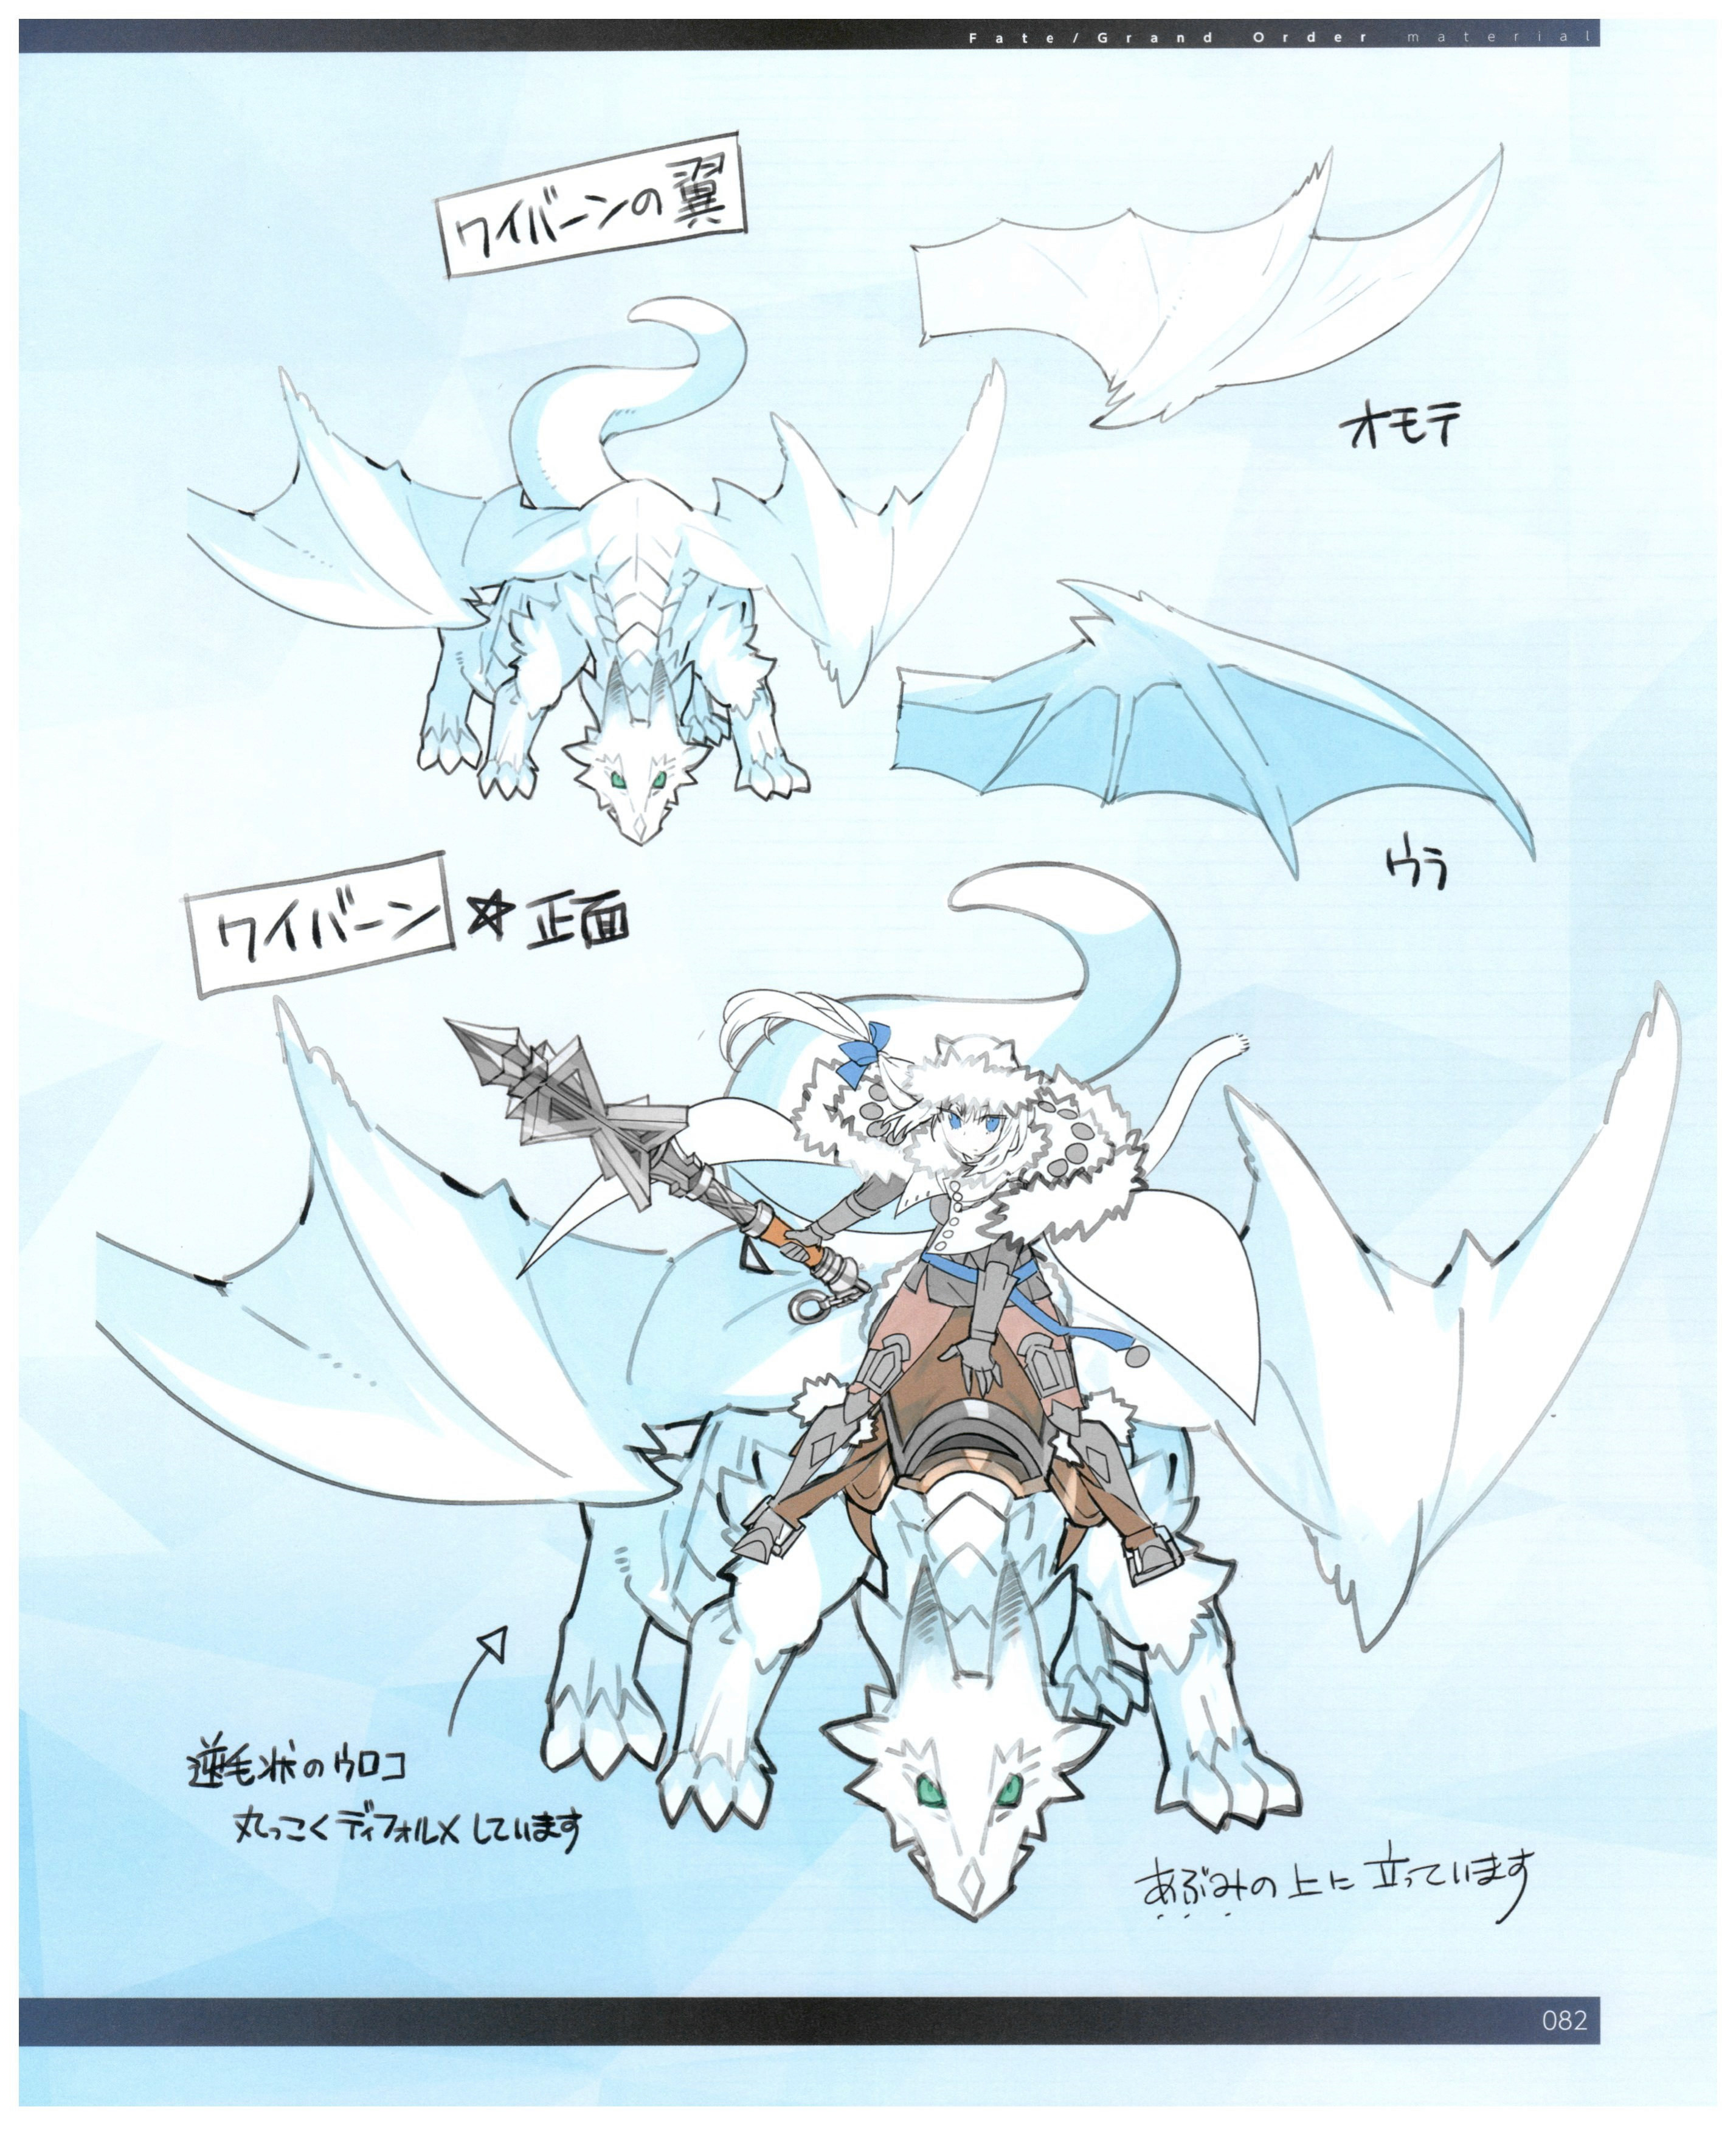 Fate/Grand Order material
ワイバーンの翼
オモテ
ウラ
ワイバーン ☆正面
逆毛状のウロコ
丸っこくディフォルメしています
あぶみの上に立っています
082